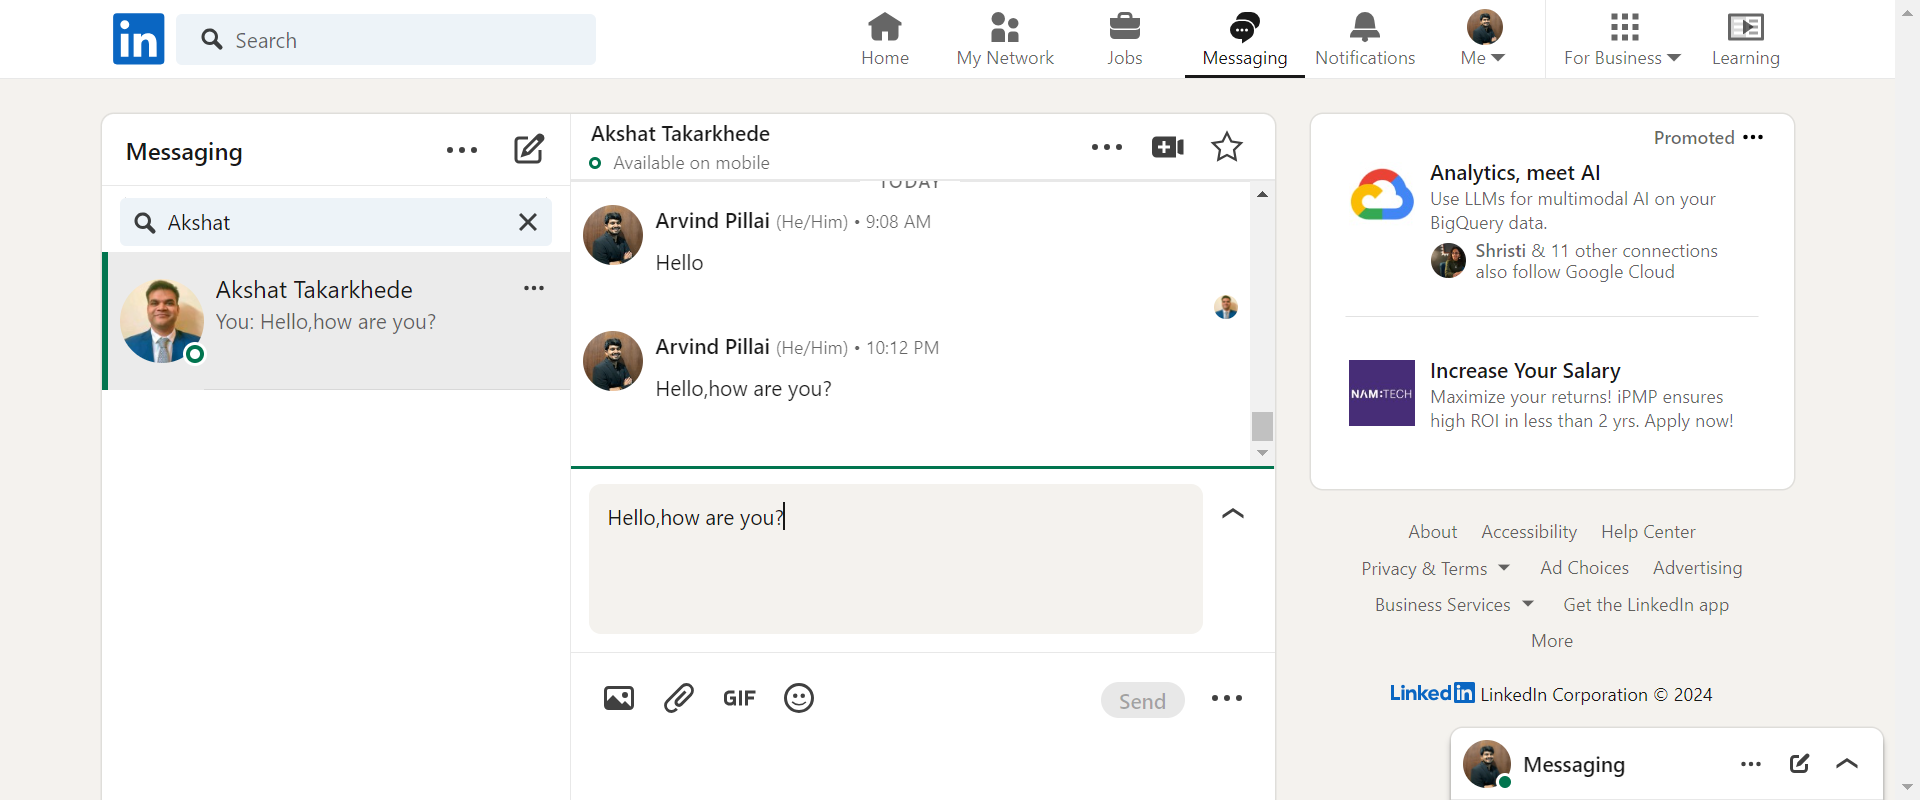 in
Search
Home
My Network
Jobs
Messaging
Notifications
Me
For Business
Learning
Messaging
Akshat
Akshat Takarkhede
You: Hello,how are you?
Akshat Takarkhede
Available on mobile
TODAY
Arvind Pillai (He/Him) • 9:08 AM
Hello
Arvind Pillai (He/Him) • 10:12 PM
Hello,how are you?
Hello,how are you?
GIF
Send
Promoted
Analytics, meet AI
Use LLMs for multimodal AI on your
BigQuery data.
Shristi & 11 other connections
also follow Google Cloud
NAM:TECH
Increase Your Salary
Maximize your returns! iPMP ensures
high ROI in less than 2 yrs. Apply now!
About Accessibility Help Center
Privacy & Terms Ad Choices Advertising
Business Services Get the LinkedIn app
More
LinkedIn LinkedIn Corporation © 2024
Messaging